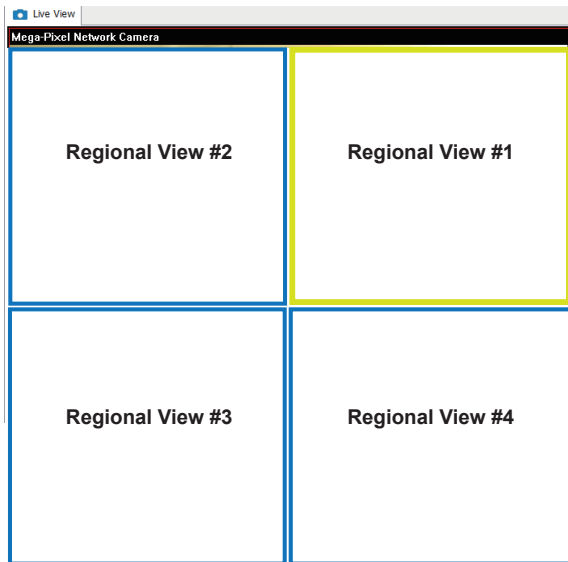 Live View
Mega-Pixel Network Camera
Regional View #2
Regional View #1
Regional View #3
Regional View #4